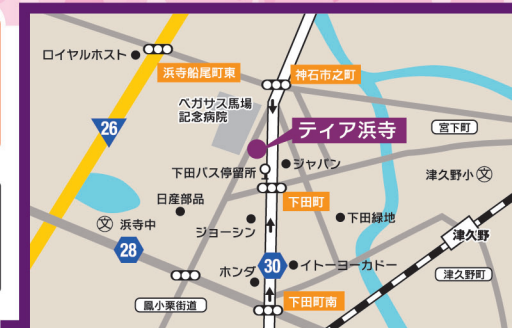 ロイヤルホスト
浜寺船尾町東
神石市之町
ペガサス馬場
記念病院
26
ティア浜寺
宮下町
下田バス停留所
ジャパン
津久野小
文
日産部品
下田町
文
浜寺中
ジョーシン
下田緑地
津久野
28
ホンダ
30
イトーヨーカドー
津久野町
鳳小栗街道
下田町南